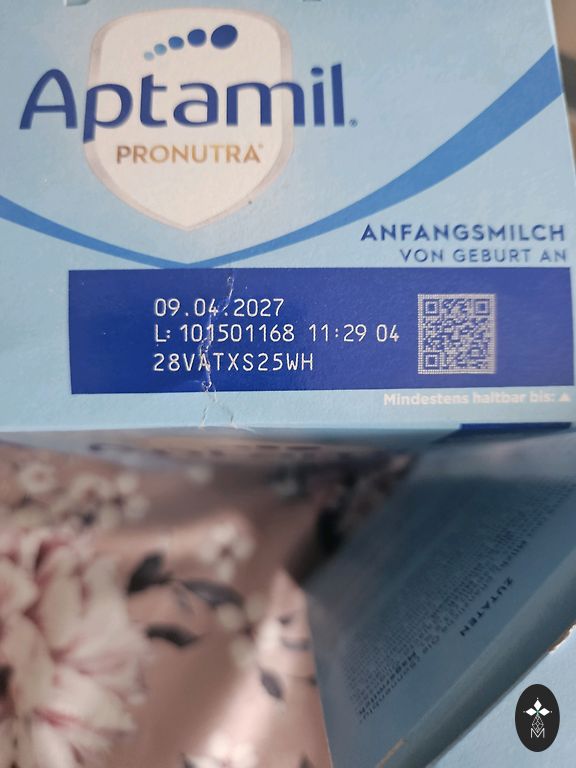 Aptamil®
PRONUTRA®
ANFANGSMILCH
VON GEBURT AN
09.04.2027
L: 101501168 11:29 04
28VATXS25WH
Mindestens haltbar bis: ▲
ZUTATEN
M